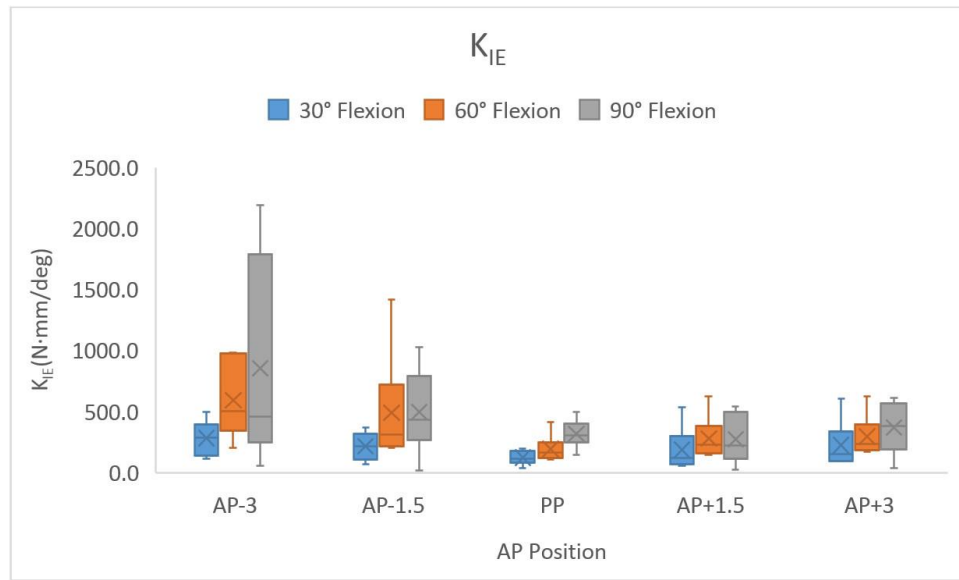 K_IE
30° Flexion 60° Flexion 90° Flexion
2500.0
2000.0
1500.0
1000.0
500.0
0.0
K_IE(N·mm/deg)
AP-3 AP-1.5 PP AP+1.5 AP+3
AP Position